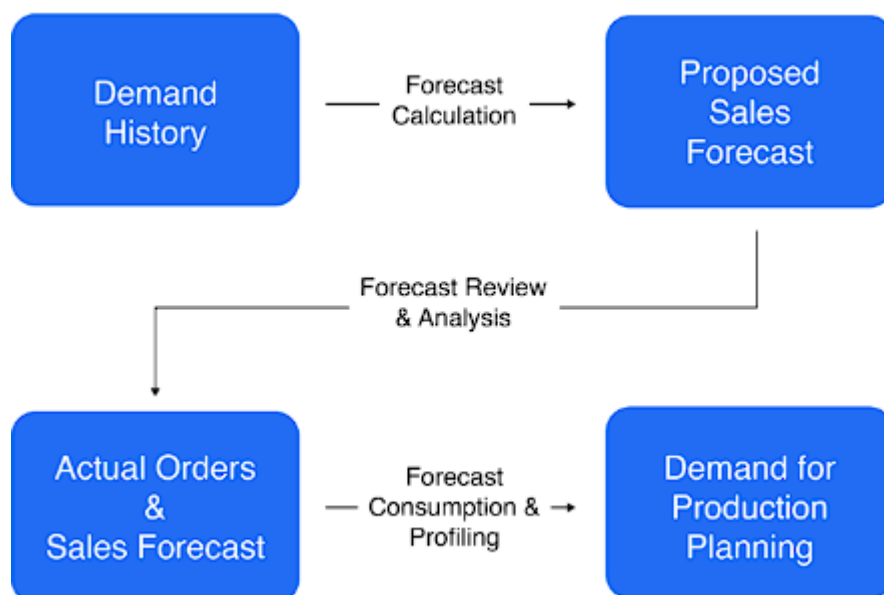 Demand
History
Forecast
Calculation
Proposed
Sales
Forecast
Forecast Review
& Analysis
Actual Orders
&
Sales Forecast
Forecast
Consumption &
Profiling
Demand for
Production
Planning